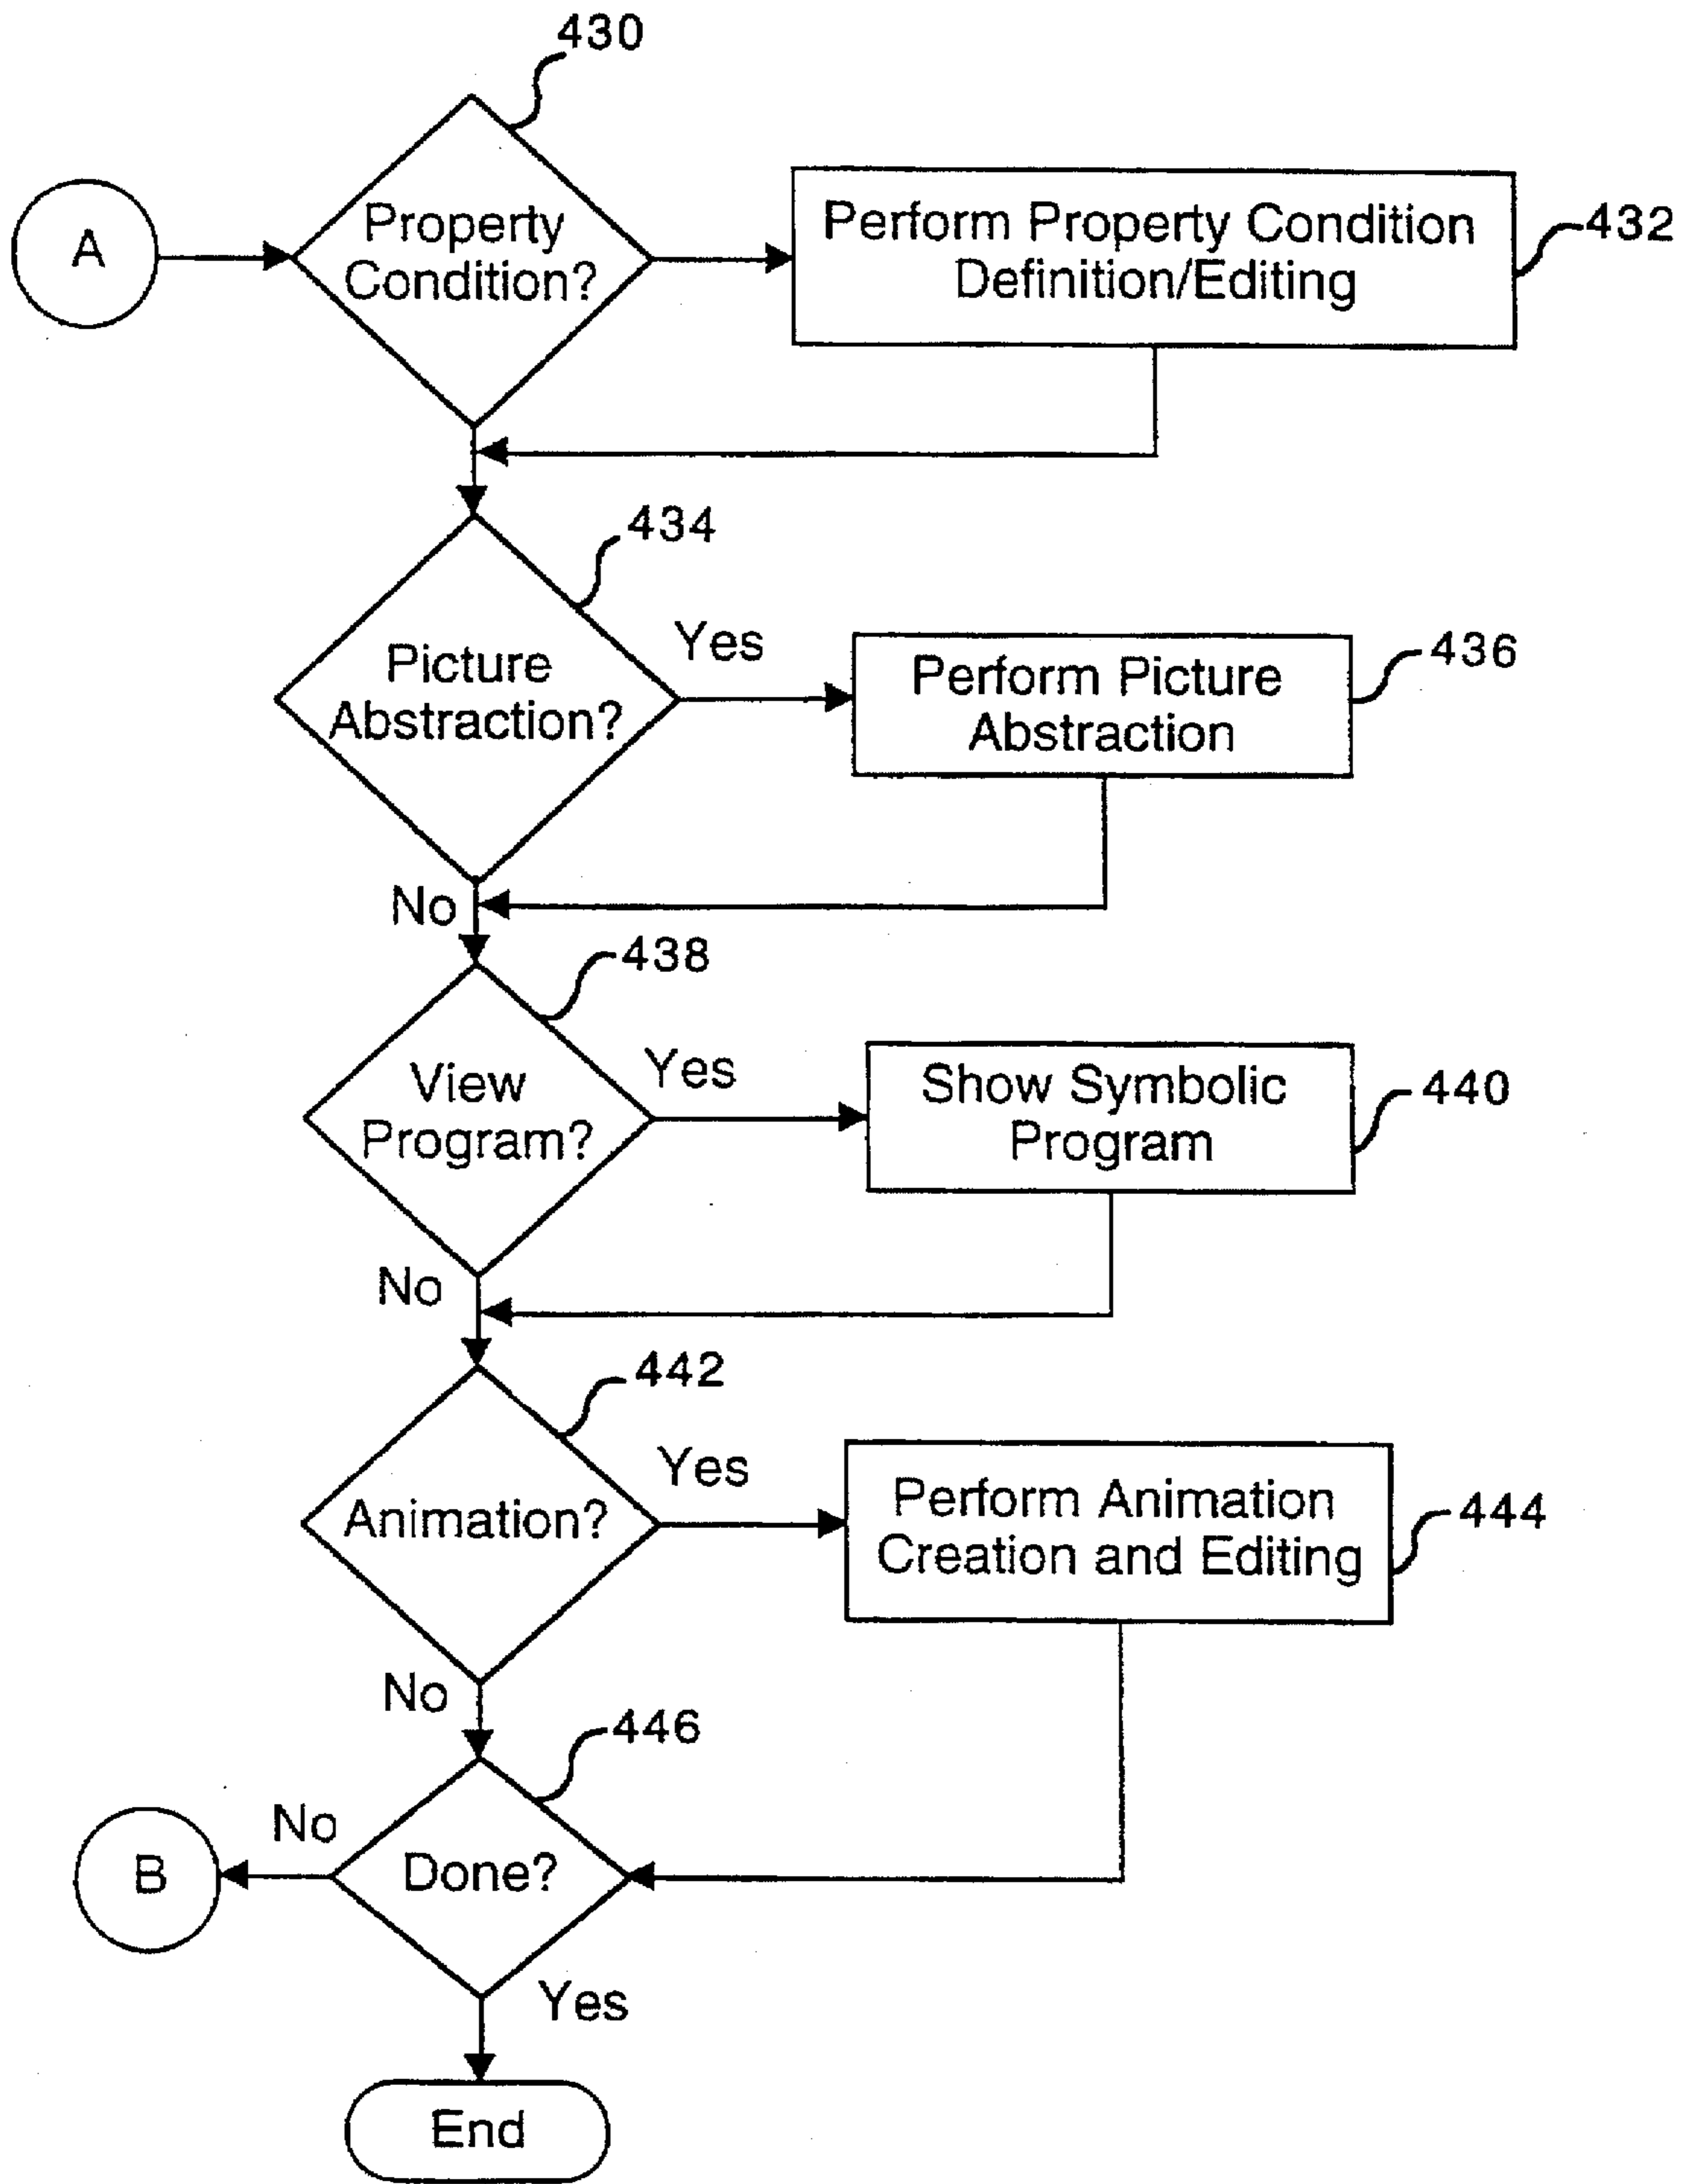 430
A
Property
Condition?
Perform Property Condition
Definition/Editing
432
434
Picture
Abstraction?
Yes
Perform Picture
Abstraction
436
No
438
View
Program?
Yes
Show Symbolic
Program
440
No
442
Animation?
Yes
Perform Animation
Creation and Editing
444
No
446
B
No
Done?
Yes
End